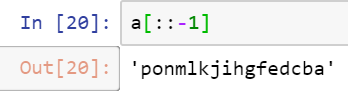 In [20]: a[::-1]
Out[20]: 'ponmlkjihgfedcba'